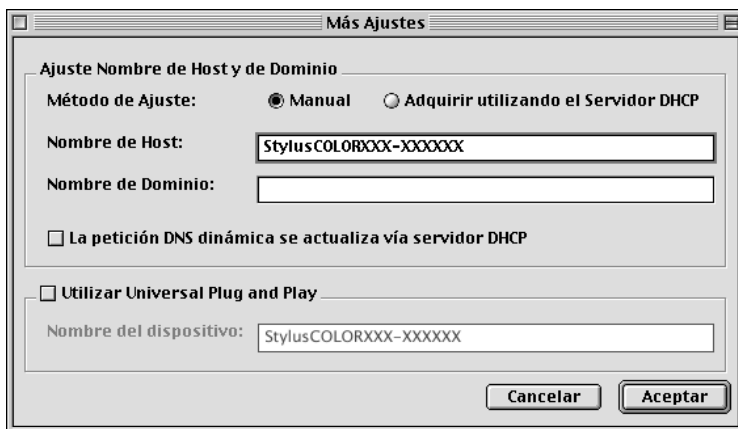 Más Ajustes
Ajuste Nombre de Host y de Dominio
Método de Ajuste: Manual Adquirir utilizando el Servidor DHCP
Nombre de Host: StylusCOLORXXX-XXXXXX
Nombre de Dominio:
La petición DNS dinámica se actualiza vía servidor DHCP
Utilizar Universal Plug and Play
Nombre del dispositivo: StylusCOLORXXX-XXXXXX
Cancelar Aceptar